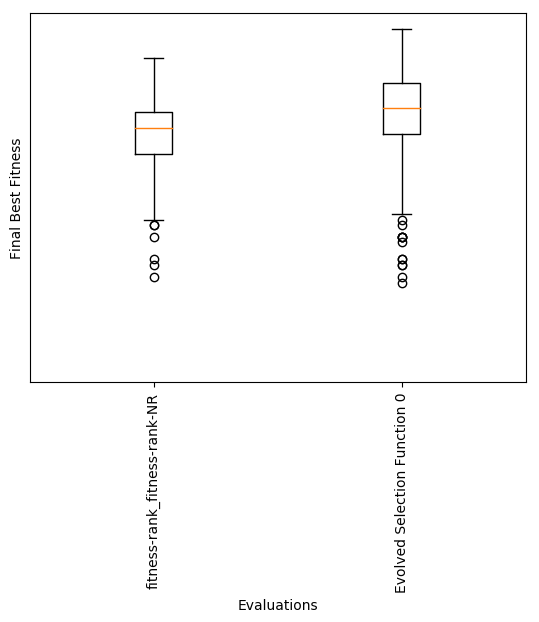 Final Best Fitness
fitness-rank_fitness-rank-NR
Evolved Selection Function 0
Evaluations